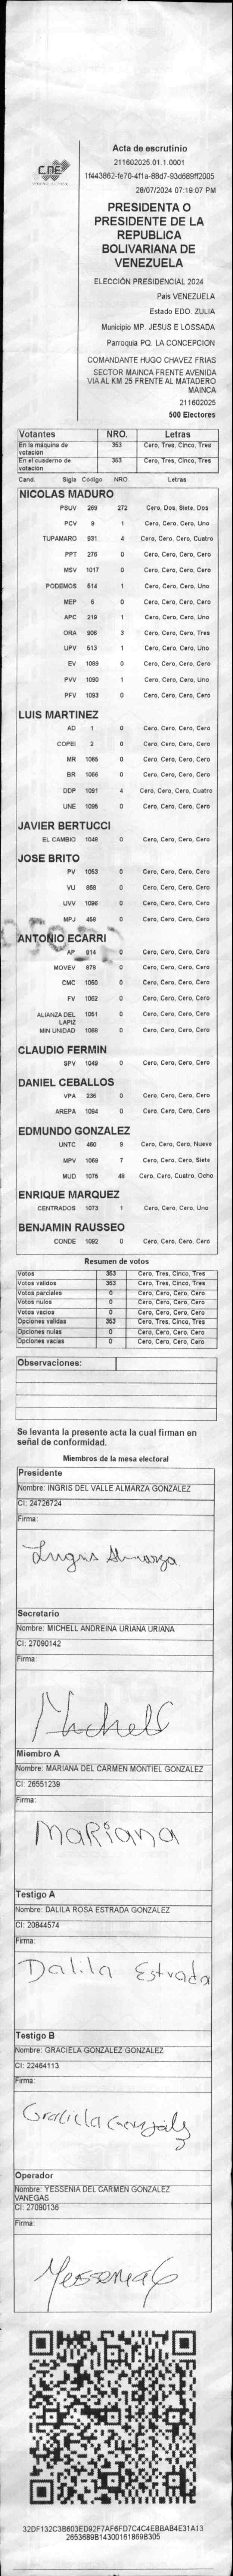 CNE
Acta de escrutinio
211602025.01.1.0001
1f443862-fe70-4f1a-88d7-93d689ff2005
28/07/2024 07:19:07 PM
PRESIDENTA O
PRESIDENTE DE LA
REPUBLICA
BOLIVARIANA DE
VENEZUELA
ELECCIÓN PRESIDENCIAL 2024
País VENEZUELA
Estado EDO. ZULIA
Municipio MP. JESUS E LOSSADA
Parroquia PQ. LA CONCEPCION
COMANDANTE HUGO CHAVEZ FRIAS
SECTOR MAINCA FRENTE AVENIDA
VIA AL KM 25 FRENTE AL MATADERO
MAINCA
211602025
500 Electores
Votantes NRO. Letras
En la máquina de votación 353 Cero, Tres, Cinco, Tres
En el cuaderno de votación 353 Cero, Tres, Cinco, Tres
Cand. Sigla Codigo NRO. Letras
NICOLAS MADURO
PSUV 269 272 Cero, Dos, Siete, Dos
PCV 9 1 Cero, Cero, Cero, Uno
TUPAMARO 931 4 Cero, Cero, Cero, Cuatro
PPT 276 0 Cero, Cero, Cero, Cero
MSV 1017 0 Cero, Cero, Cero, Cero
PODEMOS 514 1 Cero, Cero, Cero, Uno
MEP 6 0 Cero, Cero, Cero, Cero
APC 219 1 Cero, Cero, Cero, Uno
ORA 906 3 Cero, Cero, Cero, Tres
UPV 513 1 Cero, Cero, Cero, Uno
EV 1089 0 Cero, Cero, Cero, Cero
PVV 1090 1 Cero, Cero, Cero, Uno
PFV 1093 0 Cero, Cero, Cero, Cero
LUIS MARTINEZ
AD 1 0 Cero, Cero, Cero, Cero
COPEI 2 0 Cero, Cero, Cero, Cero
MR 1065 0 Cero, Cero, Cero, Cero
BR 1066 0 Cero, Cero, Cero, Cero
DDP 1091 4 Cero, Cero, Cero, Cuatro
UNE 1095 0 Cero, Cero, Cero, Cero
JAVIER BERTUCCI
EL CAMBIO 1048 0 Cero, Cero, Cero, Cero
JOSE BRITO
PV 1053 0 Cero, Cero, Cero, Cero
VU 868 0 Cero, Cero, Cero, Cero
UVV 1096 0 Cero, Cero, Cero, Cero
MPJ 458 0 Cero, Cero, Cero, Cero
ANTONIO ECARRI
AP 914 0 Cero, Cero, Cero, Cero
MOVEV 878 0 Cero, Cero, Cero, Cero
CMC 1050 0 Cero, Cero, Cero, Cero
FV 1062 0 Cero, Cero, Cero, Cero
ALIANZA DEL LAPIZ 1051 0 Cero, Cero, Cero, Cero
MIN UNIDAD 1068 0 Cero, Cero, Cero, Cero
CLAUDIO FERMIN
SPV 1049 0 Cero, Cero, Cero, Cero
DANIEL CEBALLOS
VPA 236 0 Cero, Cero, Cero, Cero
AREPA 1094 0 Cero, Cero, Cero, Cero
EDMUNDO GONZALEZ
UNTC 460 9 Cero, Cero, Cero, Nueve
MPV 1069 7 Cero, Cero, Cero, Siete
MUD 1075 48 Cero, Cero, Cuatro, Ocho
ENRIQUE MARQUEZ
CENTRADOS 1073 1 Cero, Cero, Cero, Uno
BENJAMIN RAUSSEO
CONDE 1092 0 Cero, Cero, Cero, Cero
Resumen de votos
Votos 353 Cero, Tres, Cinco, Tres
Votos validos 353 Cero, Tres, Cinco, Tres
Votos parciales 0 Cero, Cero, Cero, Cero
Votos nulos 0 Cero, Cero, Cero, Cero
Votos vacios 0 Cero, Cero, Cero, Cero
Opciones validas 353 Cero, Tres, Cinco, Tres
Opciones nulas 0 Cero, Cero, Cero, Cero
Opciones vacias 0 Cero, Cero, Cero, Cero
Observaciones:
Se levanta la presente acta la cual firman en
señal de conformidad.
Miembros de la mesa electoral
Presidente
Nombre: INGRIS DEL VALLE ALMARZA GONZALEZ
CI: 24726724
Firma:
Ingris Almarza
Secretario
Nombre: MICHELL ANDREINA URIANA URIANA
CI: 27090142
Firma:
Michell
Miembro A
Nombre: MARIANA DEL CARMEN MONTIEL GONZALEZ
CI: 26551239
Firma:
Mariana
Testigo A
Nombre: DALILA ROSA ESTRADA GONZALEZ
CI: 20844574
Firma:
Dalila Estrada
Testigo B
Nombre: GRACIELA GONZALEZ GONZALEZ
CI: 22464113
Firma:
Graciela Gonzalez
Operador
Nombre: YESSENIA DEL CARMEN GONZALEZ
VANEGAS
CI: 27090136
Firma:
Yessenia G
32DF132C3B603ED92F7AF6FD7C4C4EBBAB4E31A13
2653689B14300161869B305